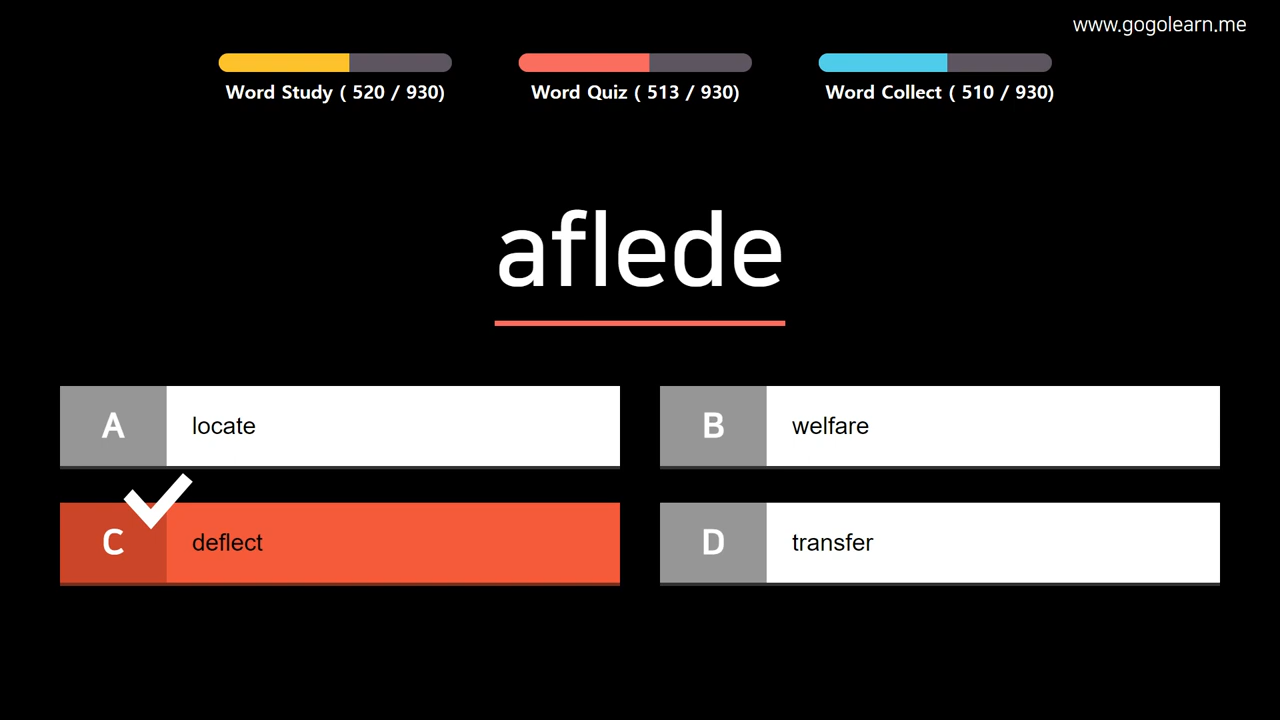 www.gogolearn.me
Word Study ( 520 / 930)
Word Quiz ( 513 / 930)
Word Collect ( 510 / 930)
aflede
A
locate
B
welfare
C
deflect
D
transfer